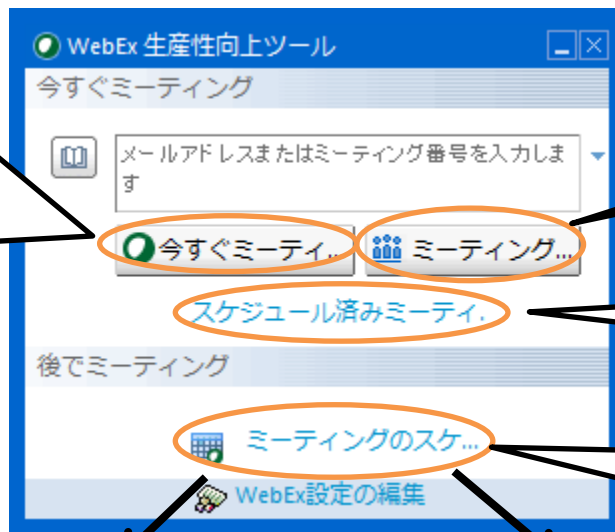 WebEx 生産性向上ツール
今すぐミーティング
メールアドレスまたはミーティング番号を入力しま
す
今すぐミーティ.. ミーティング...
スケジュール済みミーティ.
後でミーティング
ミーティングのスケ...
WebEx設定の編集